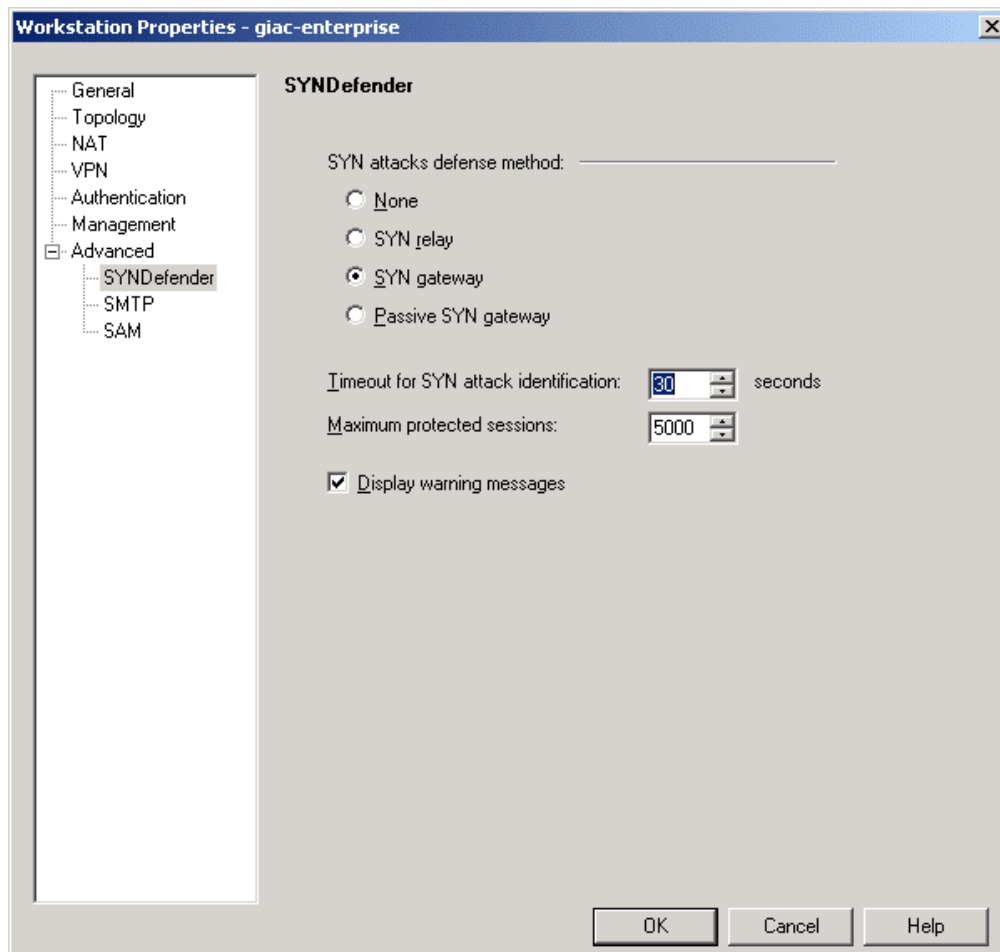 Workstation Properties - giac-enterprise
General
Topology
NAT
VPN
Authentication
Management
Advanced
SYNDefender
SMTP
SAM
SYNDefender
SYN attacks defense method:
None
SYN relay
SYN gateway
Passive SYN gateway
Timeout for SYN attack identification: 30 seconds
Maximum protected sessions: 5000
Display warning messages
OK Cancel Help